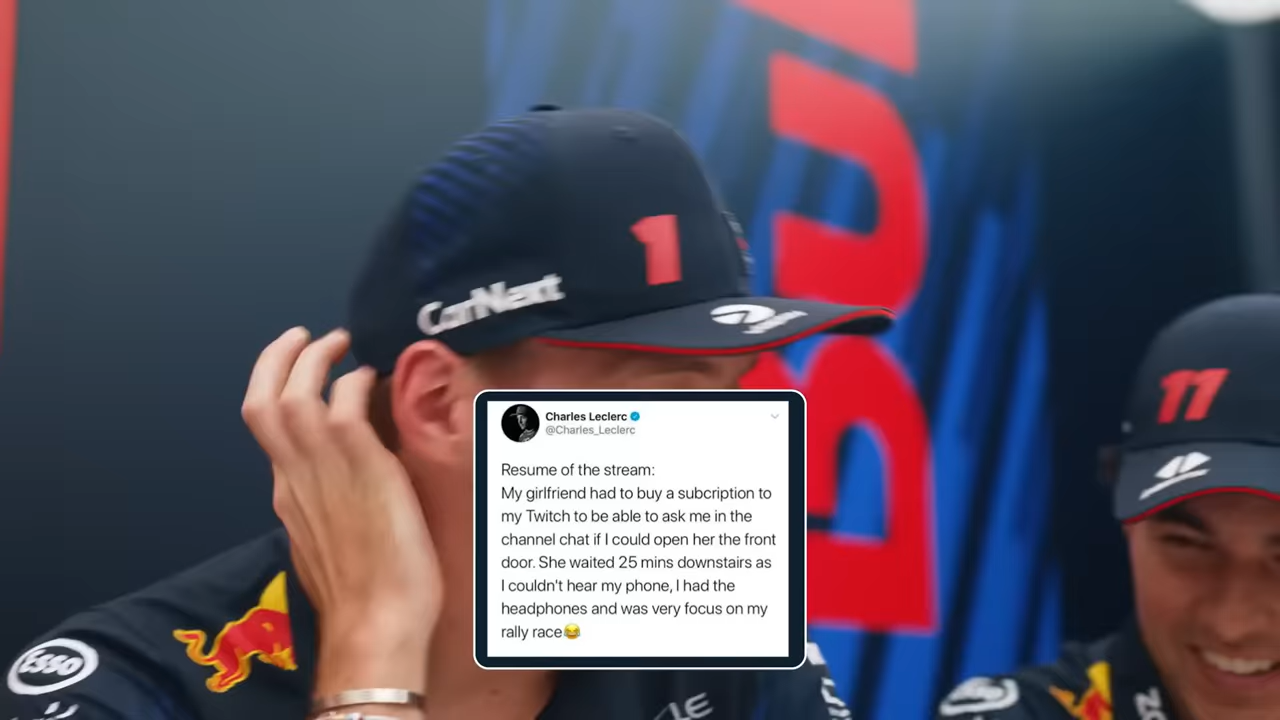 BUL
1
CarNext
11
Esso
Charles Leclerc
@Charles_Leclerc
Resume of the stream:
My girlfriend had to buy a subcription to
my Twitch to be able to ask me in the
channel chat if I could open her the front
door. She waited 25 mins downstairs as
I couldn't hear my phone, I had the
headphones and was very focus on my
rally race😂